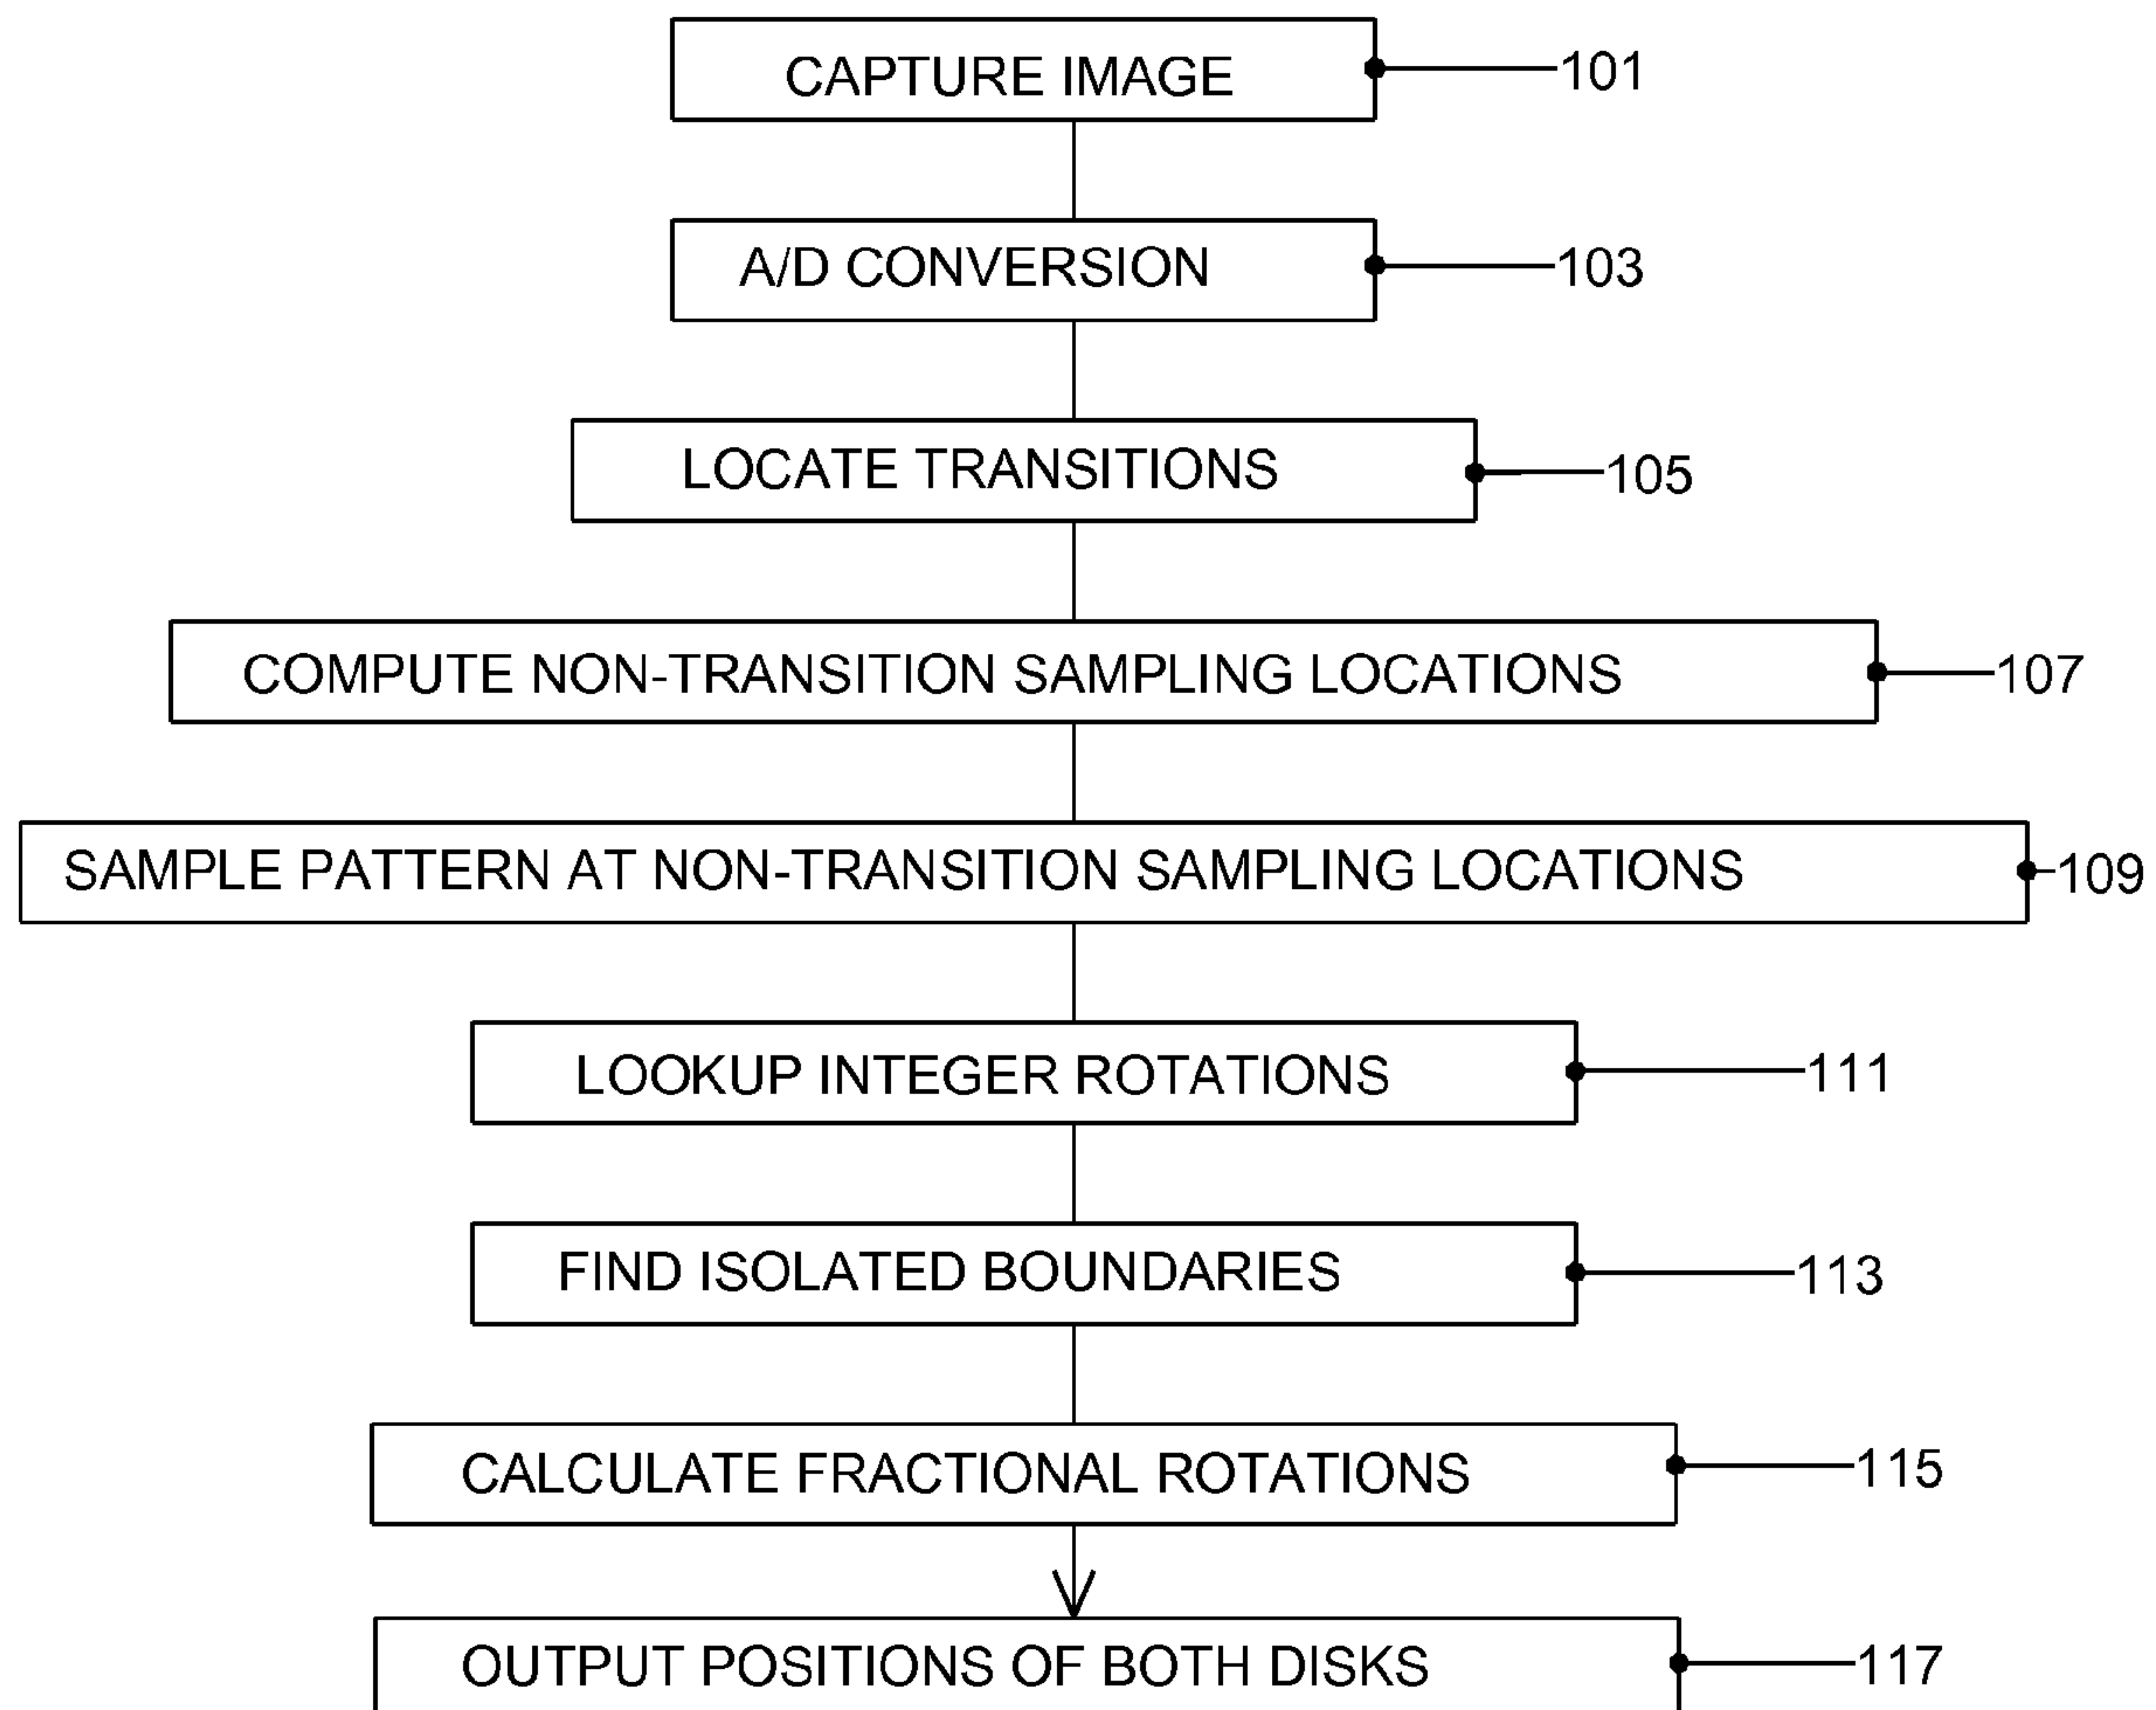 CAPTURE IMAGE 101
A/D CONVERSION 103
LOCATE TRANSITIONS 105
COMPUTE NON-TRANSITION SAMPLING LOCATIONS 107
SAMPLE PATTERN AT NON-TRANSITION SAMPLING LOCATIONS 109
LOOKUP INTEGER ROTATIONS 111
FIND ISOLATED BOUNDARIES 113
CALCULATE FRACTIONAL ROTATIONS 115
OUTPUT POSITIONS OF BOTH DISKS 117